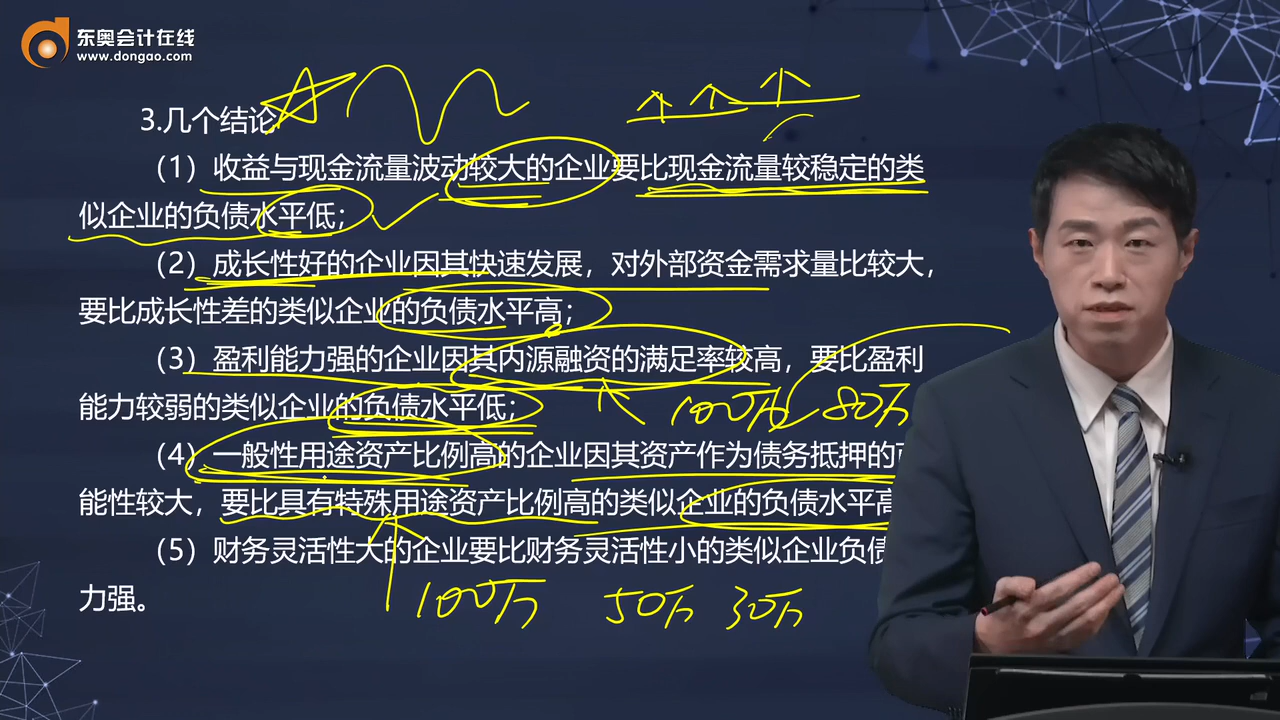 东奥会计在线
www.dongao.com
3.几个结论
（1）收益与现金流量波动较大的企业要比现金流量较稳定的类
似企业的负债水平低；
（2）成长性好的企业因其快速发展，对外部资金需求量比较大，
要比成长性差的类似企业的负债水平高；
（3）盈利能力强的企业因其内源融资的满足率较高，要比盈利
能力较弱的类似企业的负债水平低；
100万 80万
（4）一般性用途资产比例高的企业因其资产作为债务抵押的
能性较大，要比具有特殊用途资产比例高的类似企业的负债水平高
（5）财务灵活性大的企业要比财务灵活性小的类似企业负债
力强。
100万 50万 30万